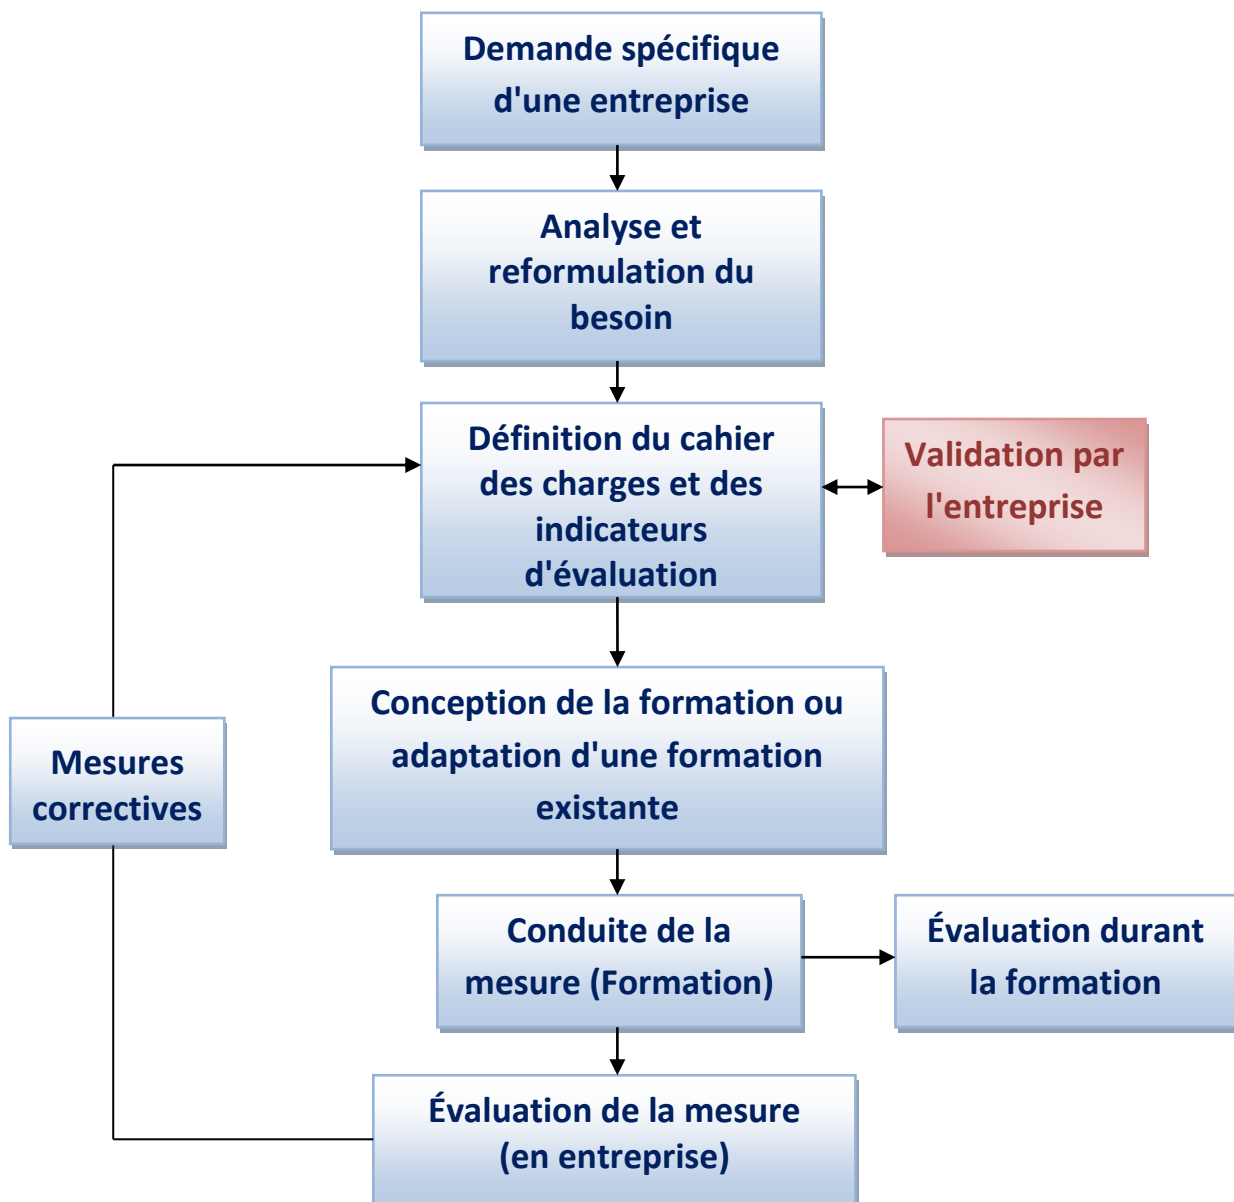 Demande spécifique
d'une entreprise
Analyse et
reformulation du
besoin
Définition du cahier
des charges et des
indicateurs
d'évaluation
Validation par
l'entreprise
Conception de la formation ou
adaptation d'une formation
existante
Mesures
correctives
Conduite de la
mesure (Formation)
Évaluation durant
la formation
Évaluation de la mesure
(en entreprise)